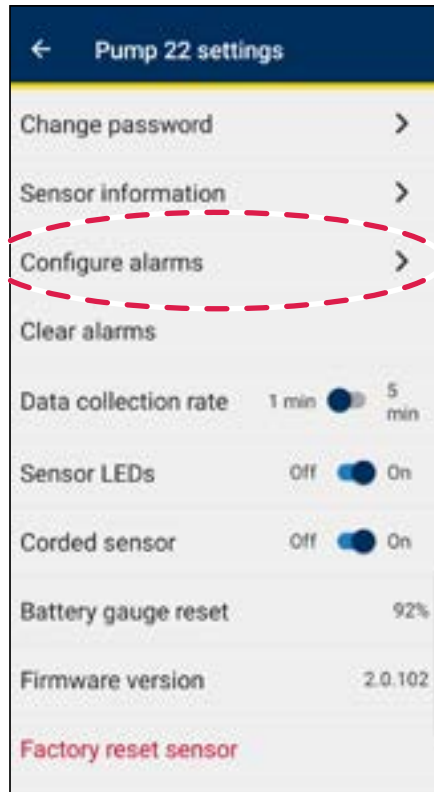 Pump 22 settings
Change password
Sensor information
Configure alarms
Clear alarms
Data collection rate 1 min 5 min
Sensor LEDs Off On
Corded sensor Off On
Battery gauge reset 92%
Firmware version 2.0.102
Factory reset sensor